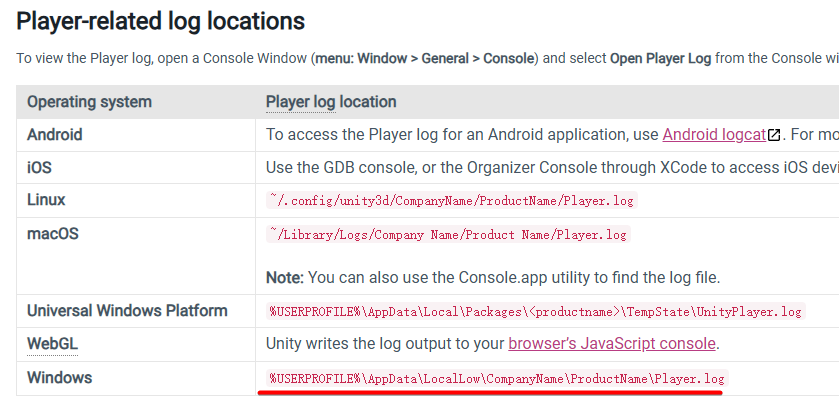 Player-related log locations
To view the Player log, open a Console Window (menu: Window > General > Console) and select Open Player Log from the Console wi
Operating system Player log location
Android To access the Player log for an Android application, use Android logcat. For mo
iOS Use the GDB console, or the Organizer Console through XCode to access iOS devi
Linux ~/.config/unity3d/CompanyName/ProductName/Player.log
macOS ~/Library/Logs/Company Name/Product Name/Player.log
Note: You can also use the Console.app utility to find the log file.
Universal Windows Platform %USERPROFILE%\AppData\Local\Packages\<productname>\TempState\UnityPlayer.log
WebGL Unity writes the log output to your browser's JavaScript console.
Windows %USERPROFILE%\AppData\LocalLow\CompanyName\ProductName\Player.log